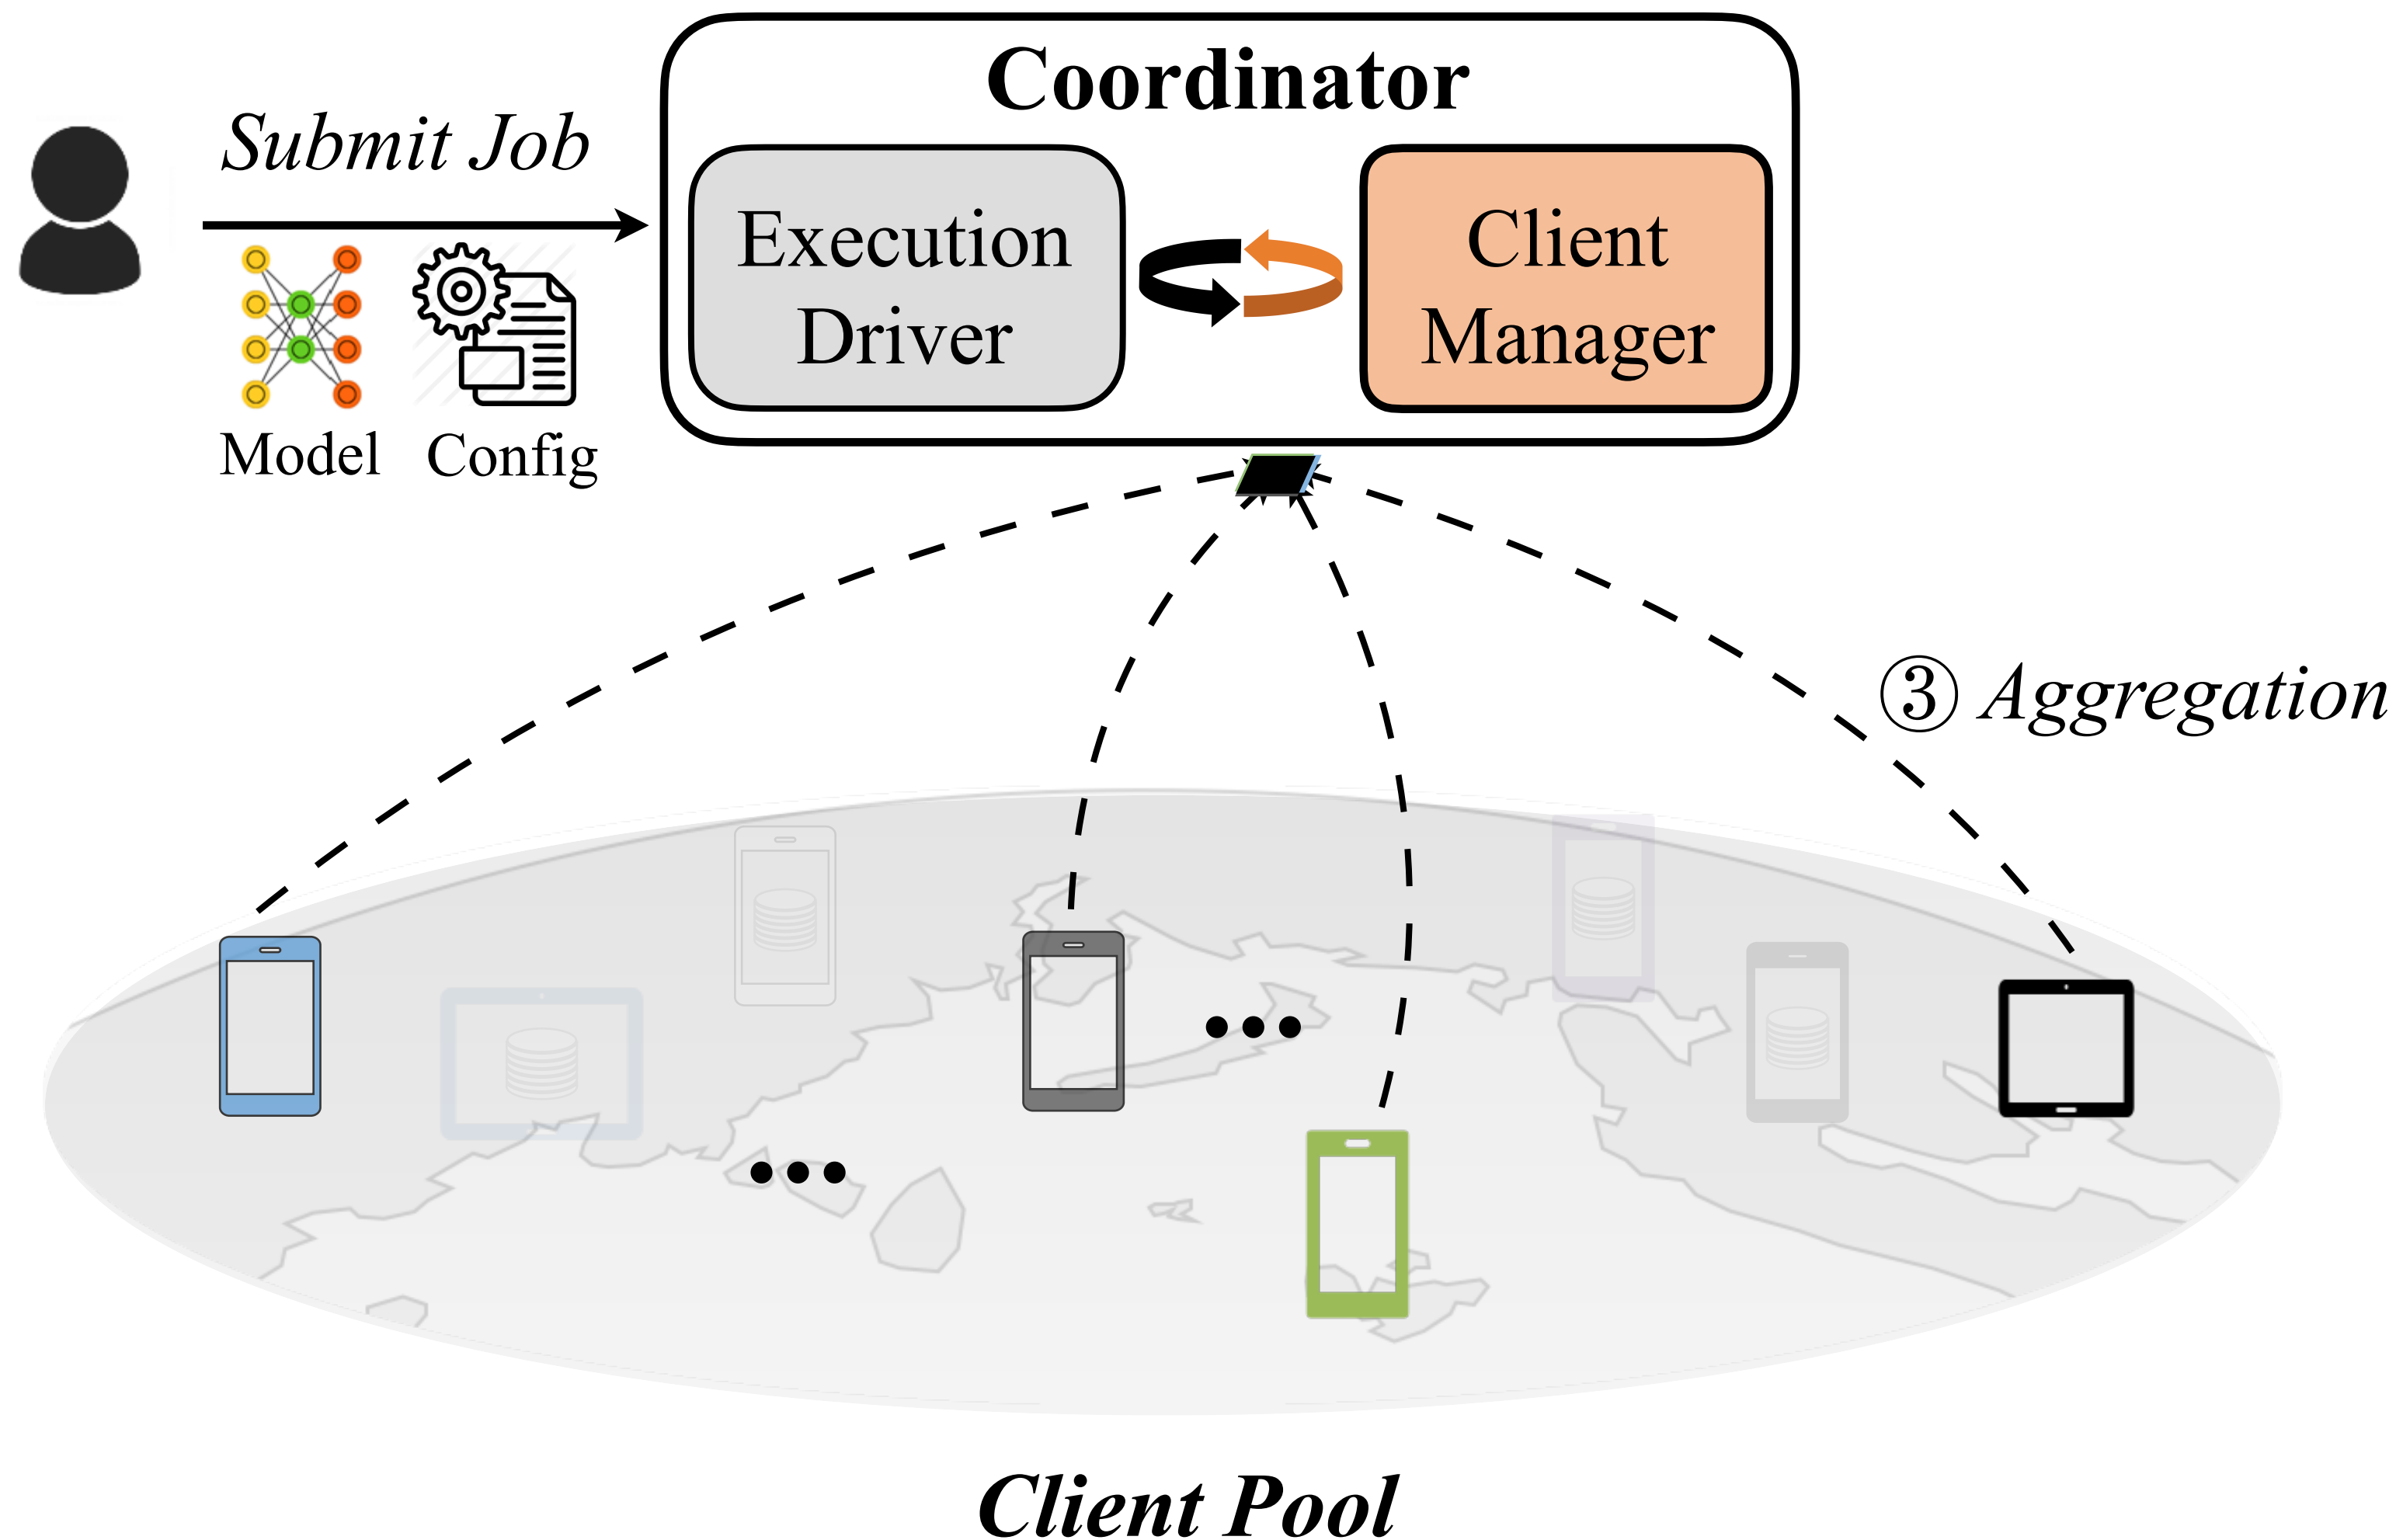 Coordinator
Submit Job
Execution
Driver
Client
Manager
Model
Config
③ Aggregation
Client Pool